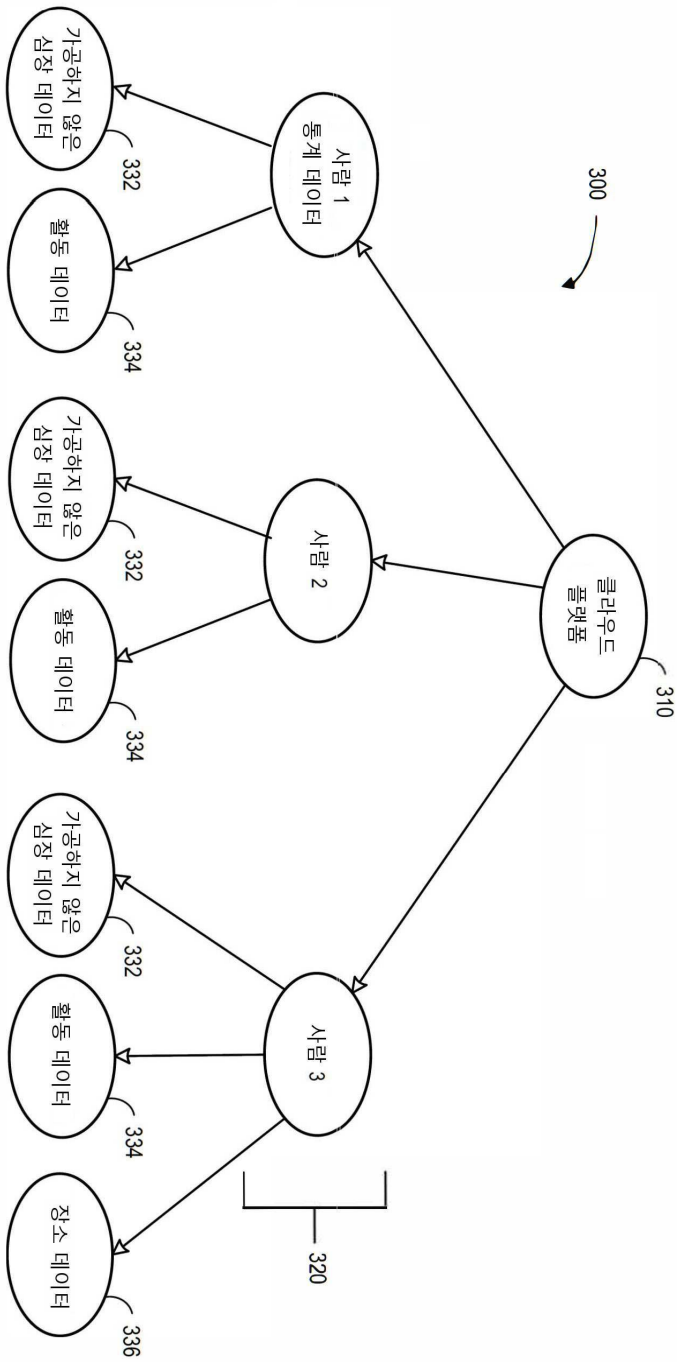 300
클라우드
플랫폼
310
사람 1
통계 데이터
사람 2
사람 3
320
가공하지 않은
심장 데이터
332
활동 데이터
334
가공하지 않은
심장 데이터
332
활동 데이터
334
가공하지 않은
심장 데이터
332
활동 데이터
334
장소 데이터
336